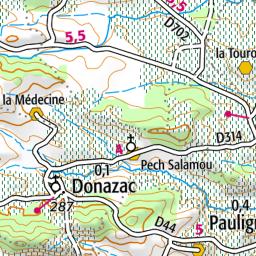 5,5
D702
la Touro
la Médecine
D314
4
0,1
Pech Salamou
Donazac
0,4
287
D44
Paulig
5